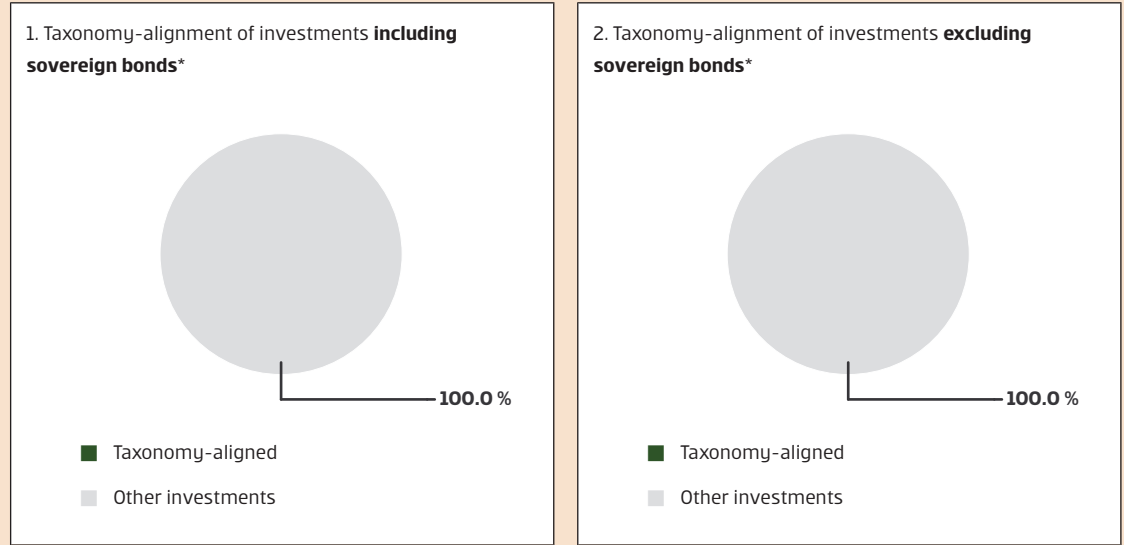 1. Taxonomy-alignment of investments including
sovereign bonds*
100.0 %
Taxonomy-aligned
Other investments
2. Taxonomy-alignment of investments excluding
sovereign bonds*
100.0 %
Taxonomy-aligned
Other investments